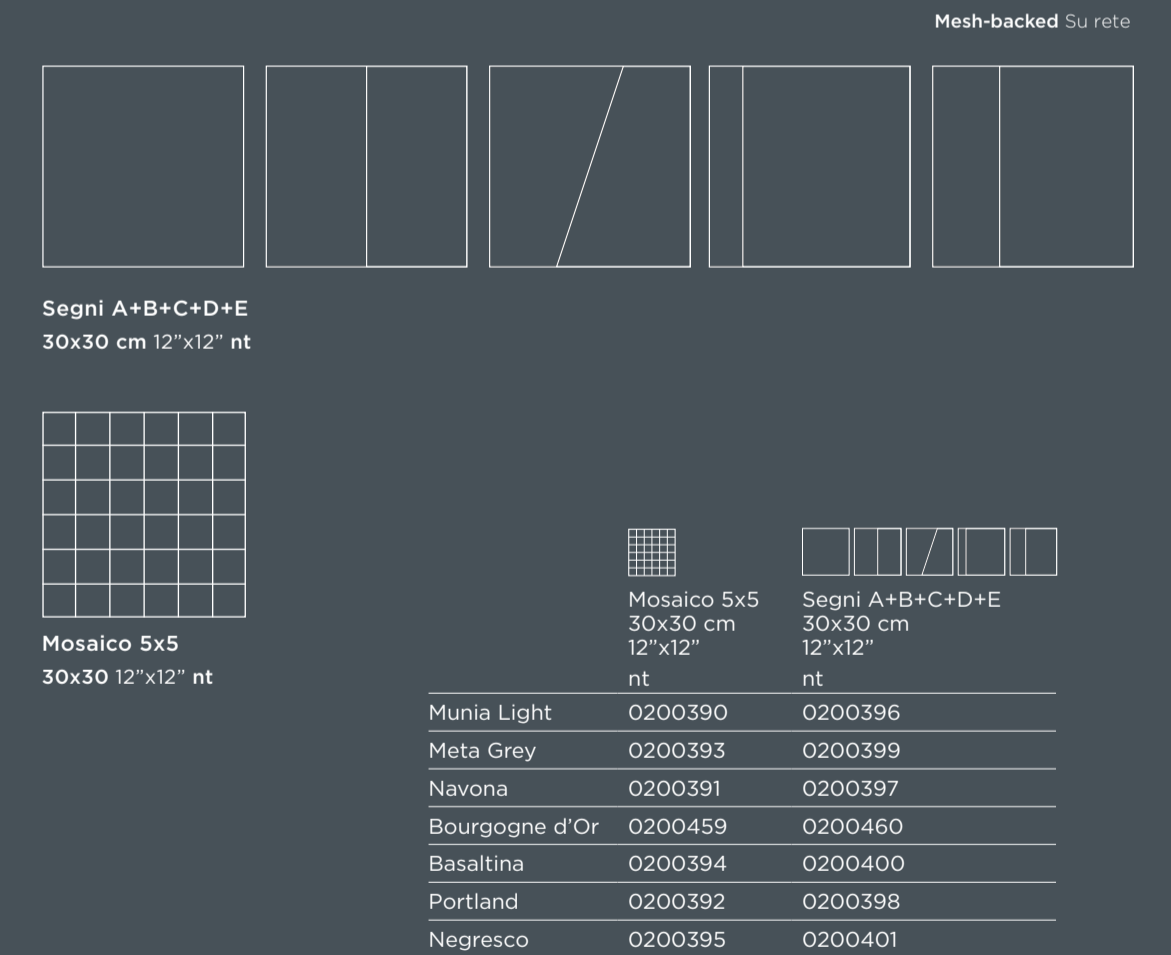 Mesh-backed Su rete
Segni A+B+C+D+E
30x30 cm 12”x12” nt
Mosaico 5x5
30x30 12”x12” nt
Mosaico 5x5 Segni A+B+C+D+E
30x30 cm 30x30 cm
12”x12” 12”x12”
nt nt
Munia Light 0200390 0200396
Meta Grey 0200393 0200399
Navona 0200391 0200397
Bourgogne d’Or 0200459 0200460
Basaltina 0200394 0200400
Portland 0200392 0200398
Negresco 0200395 0200401